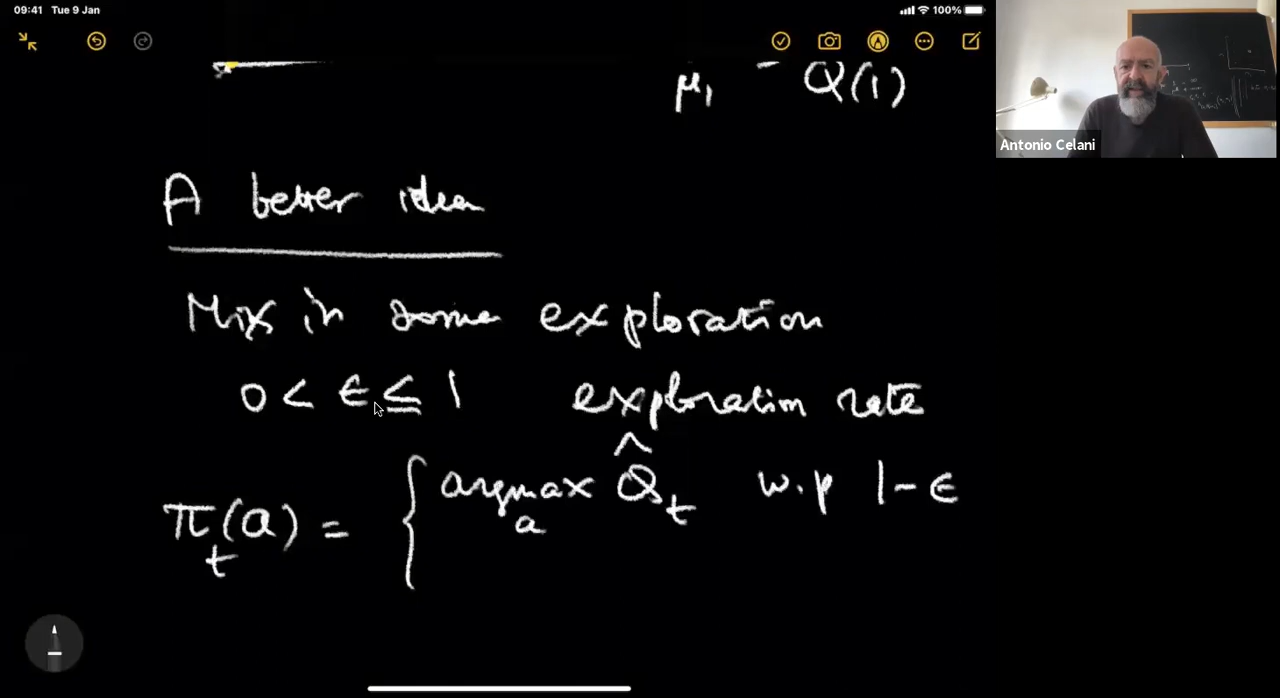 09:41 Tue 9 Jan
100%
Antonio Celani
μ₁ Q(1)
A better idea
Mix in some exploration
0 < ϵ ≤ 1 exploration rate
π_t(a) = { argmax_a Q̂_t w.p 1-ϵ